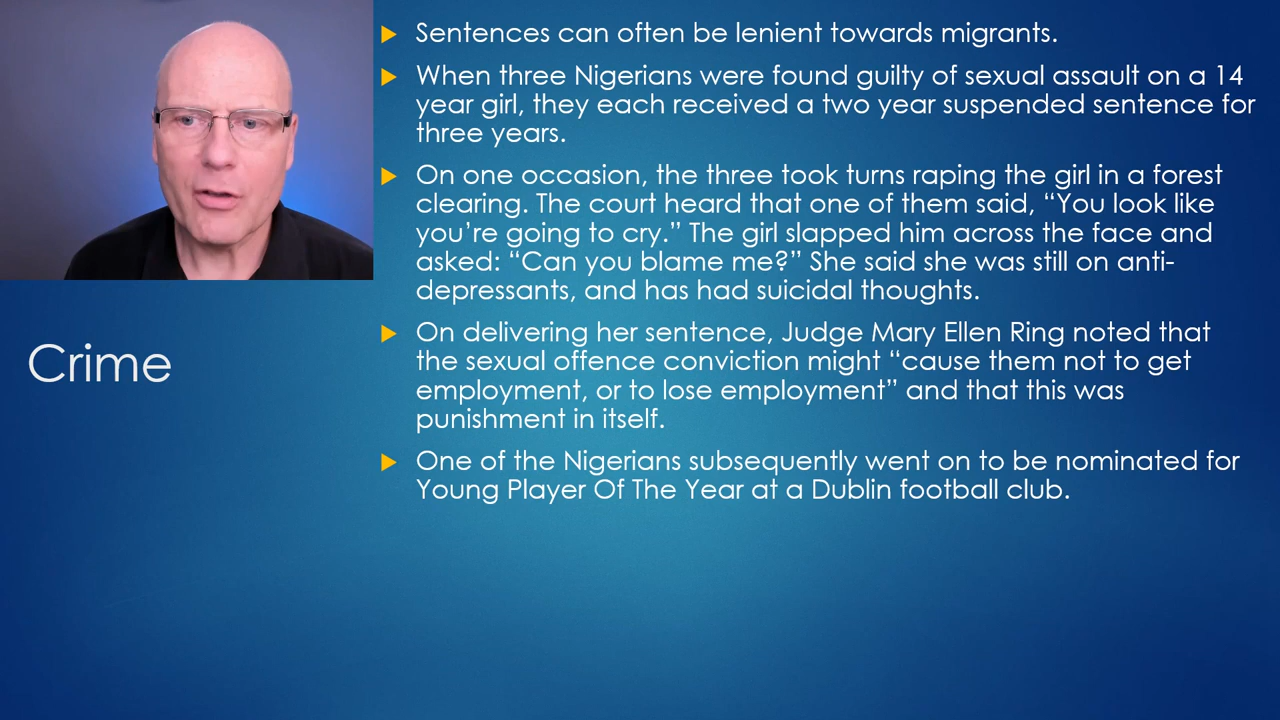 Sentences can often be lenient towards migrants.
When three Nigerians were found guilty of sexual assault on a 14
year girl, they each received a two year suspended sentence for
three years.
On one occasion, the three took turns raping the girl in a forest
clearing. The court heard that one of them said, “You look like
you’re going to cry.” The girl slapped him across the face and
asked: “Can you blame me?” She said she was still on anti-
depressants, and has had suicidal thoughts.
On delivering her sentence, Judge Mary Ellen Ring noted that
the sexual offence conviction might “cause them not to get
employment, or to lose employment” and that this was
punishment in itself.
One of the Nigerians subsequently went on to be nominated for
Young Player Of The Year at a Dublin football club.
Crime